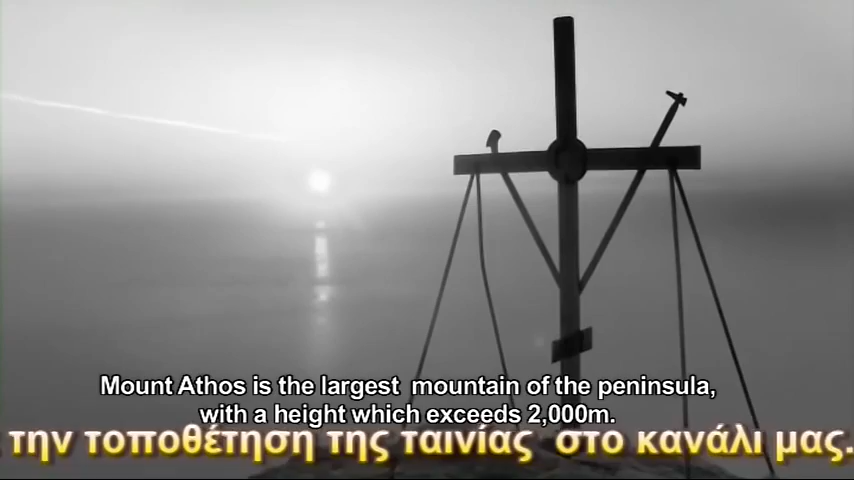 Mount Athos is the largest mountain of the peninsula,
with a height which exceeds 2,000m.
την τοποθέτηση της ταινίας στο κανάλι μας.